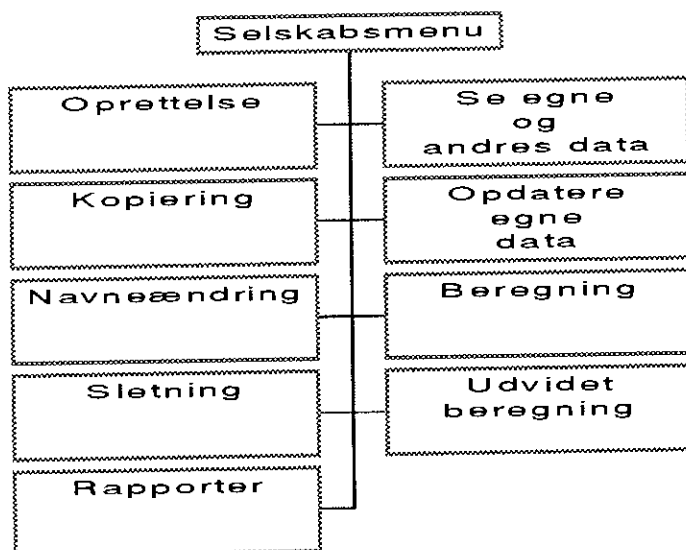 Selskabsmenu
Oprettelse
Se egne
og
andres data
Kopiering
Opdatere
egne
data
Navneændring
Beregning
Sletning
Udvidet
beregning
Rapporter